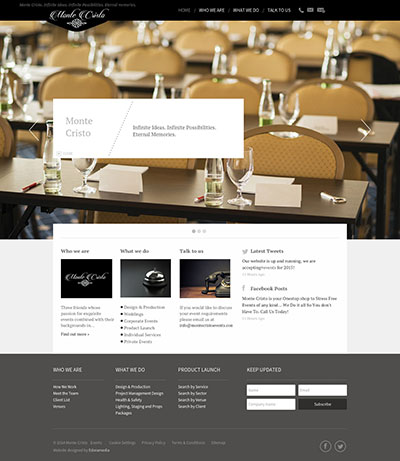 Monte Cristo. Infinite Ideas. Infinite Possibilities. Eternal memories.
Monte Cristo
HOME / WHO WE ARE / WHAT WE DO / TALK TO US
Monte
Cristo
Infinite Ideas. Infinite Possibilities.
Eternal Memories.
Who we are
Monte Cristo
Three friends whose
passion for exquisite
events combined with their
backgrounds in...
Find out more »
What we do
Design & Production
Weddings
Corporate Events
Product Launch
Individual Services
Private Events
Talk to us
If you would like to discuss
your event requirements
please email us at
info@montecristoevents.com
Latest Tweets
Our website is up and running, we are
accepting events for 2015!
Facebook Posts
Monte Cristo is your Onestop shop to Stress Free
Events of any kind ... We Do it all So You don't
Have To. Call Us Today!
WHO WE ARE
How We Work
Meet the Team
Client List
Venues
WHAT WE DO
Design & Production
Project Management Design
Health & Safety
Lighting, Staging and Props
Packages
PRODUCT LAUNCH
Search by Service
Search by Sector
Search by Venue
Search by Client
KEEP UPDATED
Name
Email
Company name
Subscribe
Events / Cookie Settings / Privacy Policy / Terms & Conditions / Sitemap
Website designed by